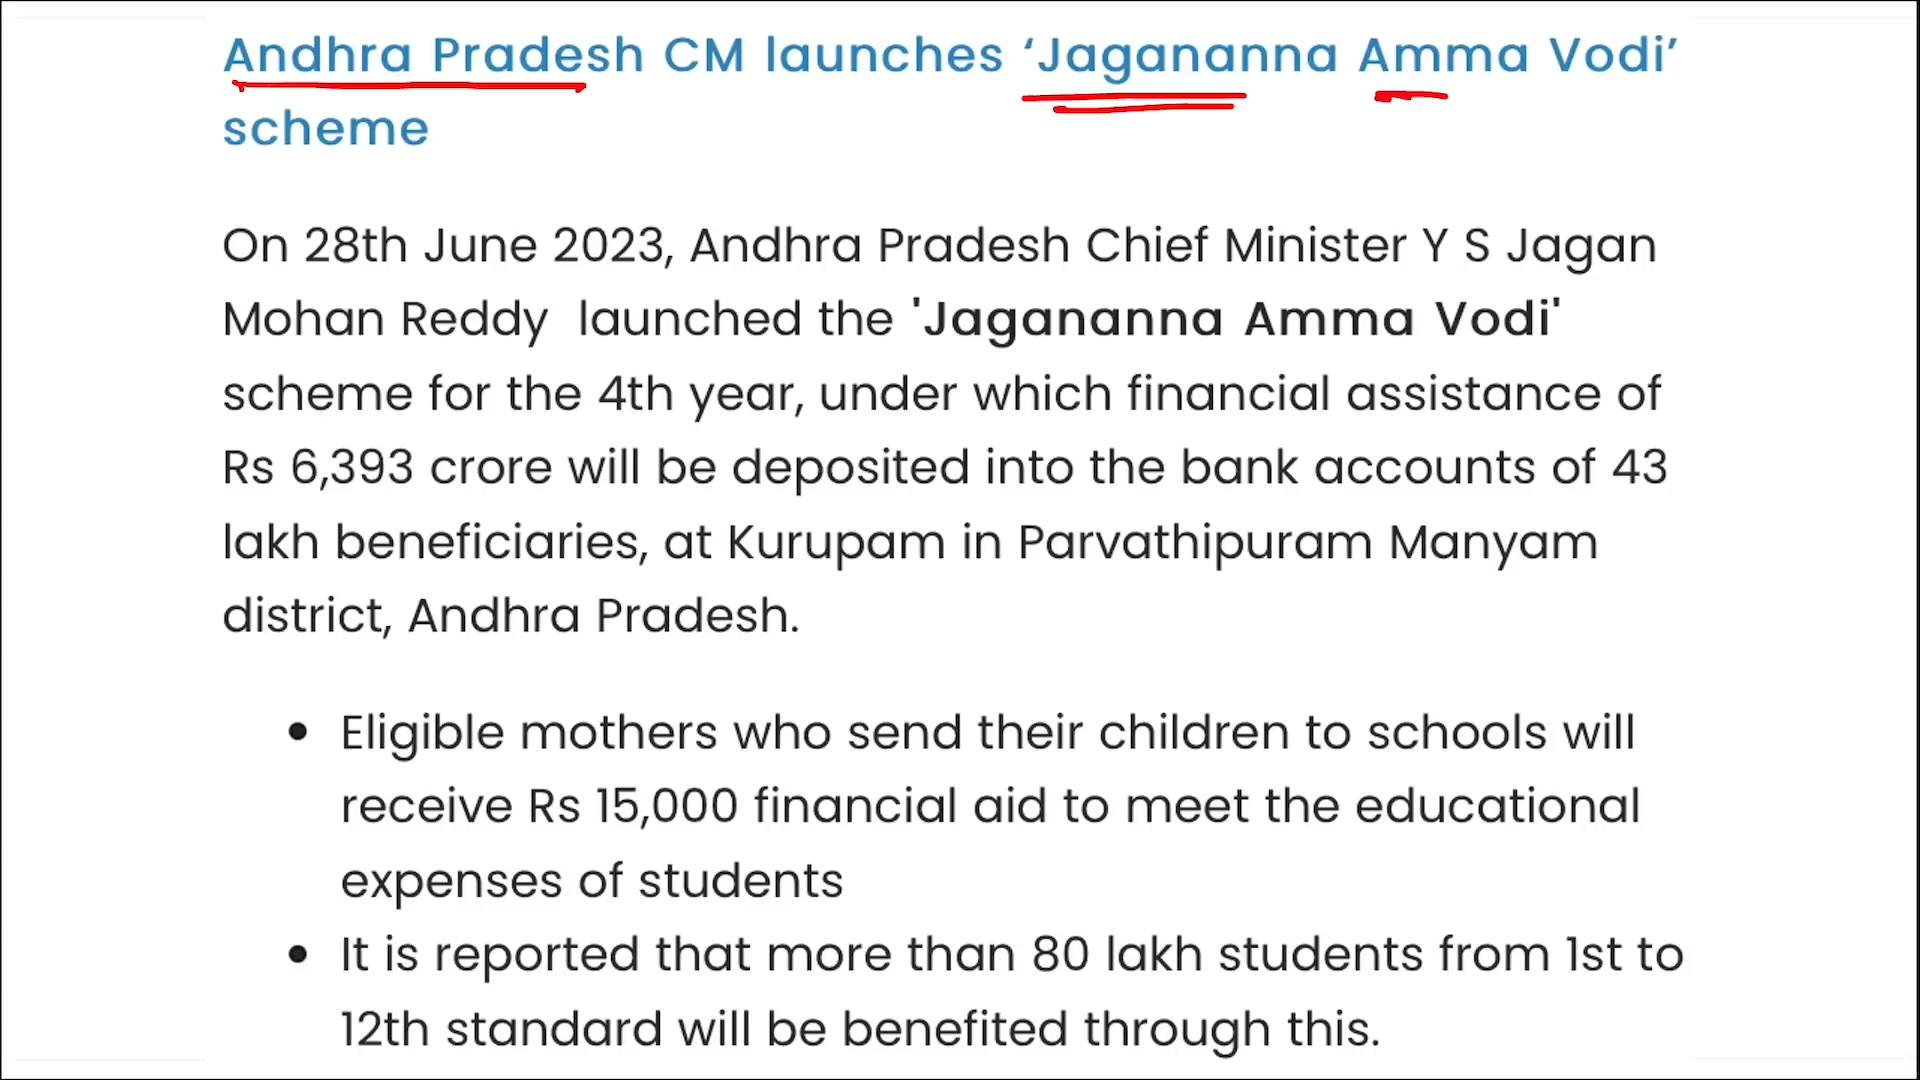 Andhra Pradesh CM launches ‘Jagananna Amma Vodi’
scheme
On 28th June 2023, Andhra Pradesh Chief Minister Y S Jagan
Mohan Reddy launched the 'Jagananna Amma Vodi'
scheme for the 4th year, under which financial assistance of
Rs 6,393 crore will be deposited into the bank accounts of 43
lakh beneficiaries, at Kurupam in Parvathipuram Manyam
district, Andhra Pradesh.
• Eligible mothers who send their children to schools will
receive Rs 15,000 financial aid to meet the educational
expenses of students
• It is reported that more than 80 lakh students from 1st to
12th standard will be benefited through this.